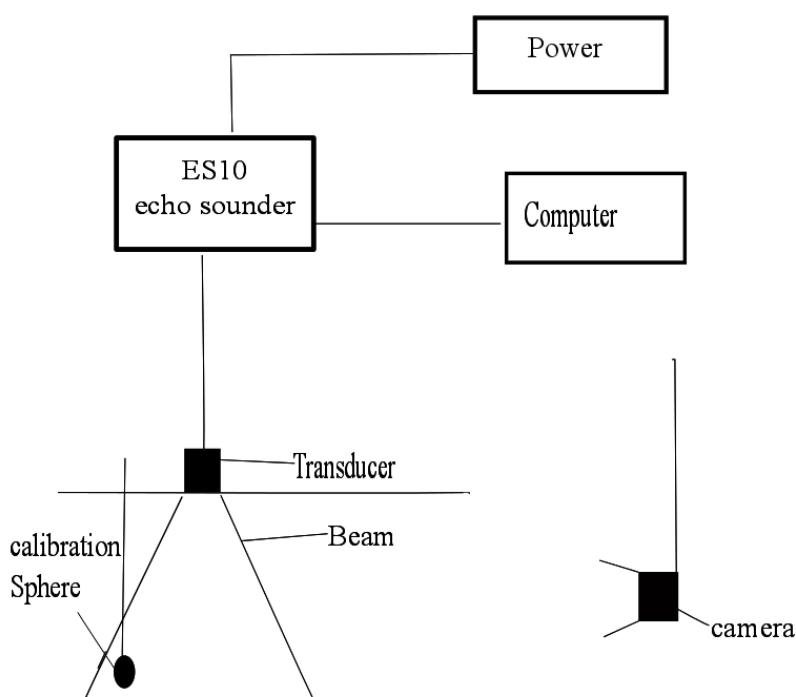 Power
ES10
echo sounder
Computer
Transducer
Beam
calibration
Sphere
camera